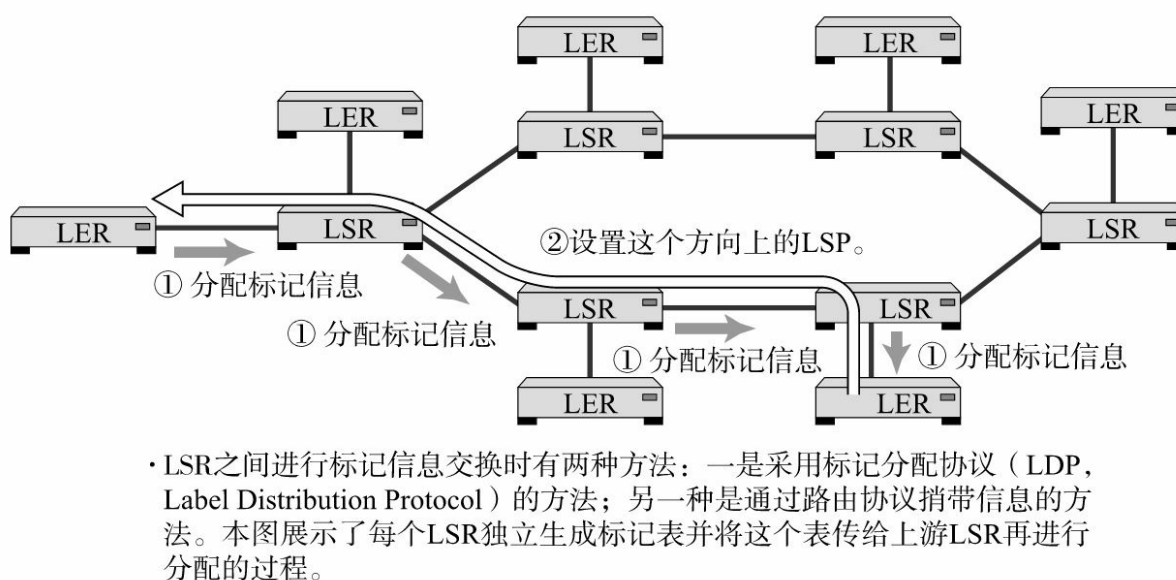 LER
LER
LER
LER
LSR
LSR
LER
LSR
LSR
②设置这个方向上的LSP。
① 分配标记信息
LSR
LSR
① 分配标记信息
① 分配标记信息
① 分配标记信息
LER
LER
·LSR之间进行标记信息交换时有两种方法：一是采用标记分配协议（LDP，
Label Distribution Protocol）的方法；另一种是通过路由协议捎带信息的方
法。本图展示了每个LSR独立生成标记表并将这个表传给上游LSR再进行
分配的过程。